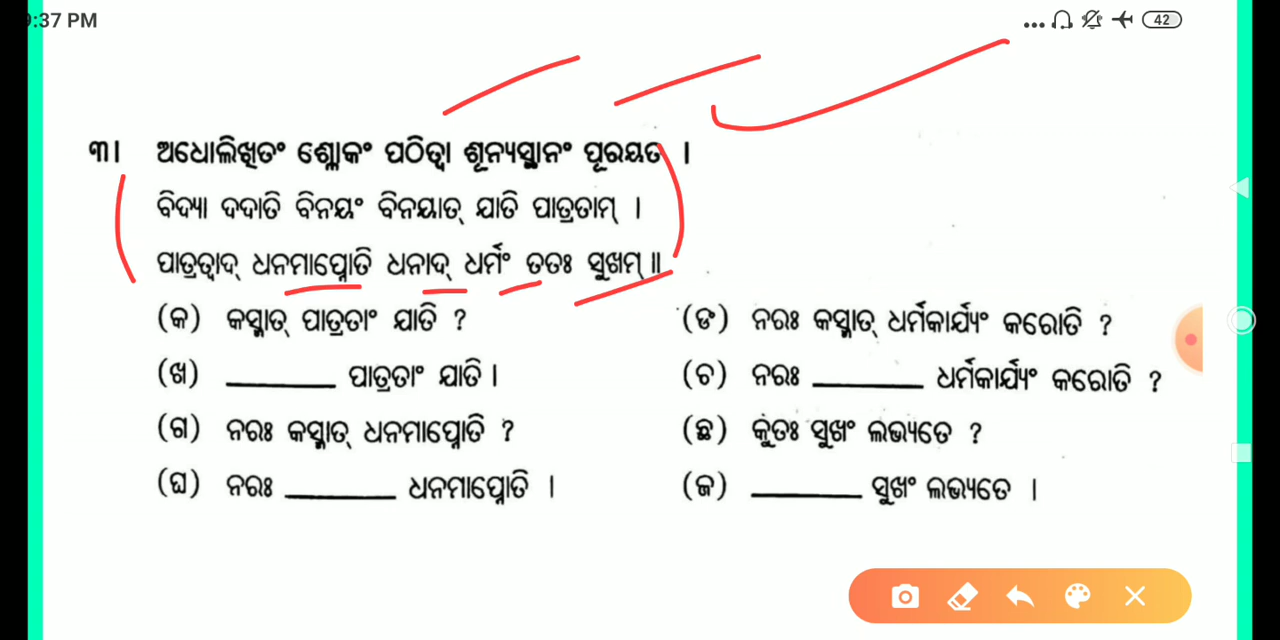 9:37 PM
42
୩। ଅଧୋଲିଖିତଂ ଶ୍ଳୋକଂ ପଠିତ୍ୱା ଶୂନ୍ୟସ୍ଥାନଂ ପୂରୟତ ।
ବିଦ୍ୟା ଦଦାତି ବିନୟଂ ବିନୟାତ୍ ଯାତି ପାତ୍ରତାମ୍ ।
ପାତ୍ରତ୍ୱାଦ୍ ଧନମାପ୍ନୋତି ଧନାଦ୍ ଧର୍ମଂ ତତଃ ସୁଖମ୍॥
(କ) କସ୍ମାତ୍ ପାତ୍ରତାଂ ଯାତି ?
(ଖ) ________ ପାତ୍ରତାଂ ଯାତି।
(ଗ) ନରଃ କସ୍ମାତ୍ ଧନମାପ୍ନୋତି ?
(ଘ) ନରଃ ________ ଧନମାପ୍ନୋତି ।
(ଙ) ନରଃ କସ୍ମାତ୍ ଧର୍ମକାର୍ଯ୍ୟଂ କରୋତି ?
(ଚ) ନରଃ ________ ଧର୍ମକାର୍ଯ୍ୟଂ କରୋତି ?
(ଛ) କୁତଃ ସୁଖଂ ଲଭ୍ୟତେ ?
(ଜ) ________ ସୁଖଂ ଲଭ୍ୟତେ ।